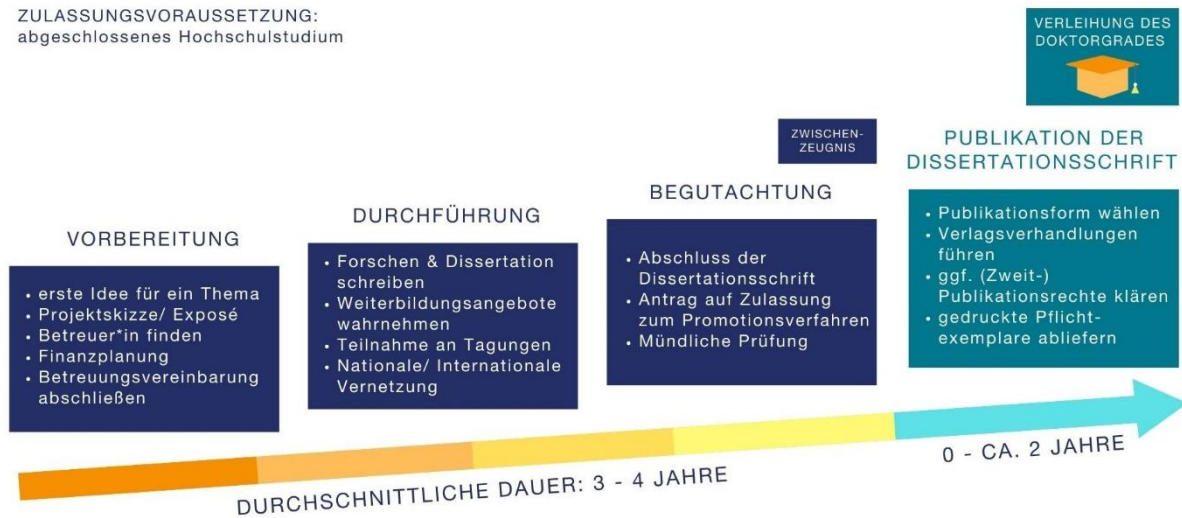 ZULASSUNGSVORAUSSETZUNG:
abgeschlossenes Hochschulstudium
VORBEREITUNG
• erste Idee für ein Thema
• Projektskizze/ Exposé
• Betreuer*in finden
• Finanzplanung
• Betreuungsvereinbarung
abschließen
DURCHFÜHRUNG
• Forschen & Dissertation
schreiben
• Weiterbildungsangebote
wahrnehmen
• Teilnahme an Tagungen
• Nationale/ Internationale
Vernetzung
ZWISCHEN-
ZEUGNIS
BEGUTACHTUNG
• Abschluss der
Dissertationsschrift
• Antrag auf Zulassung
zum Promotionsverfahren
• Mündliche Prüfung
VERLEIHUNG DES
DOKTORGRADES
PUBLIKATION DER
DISSERTATIONSSCHRIFT
• Publikationsform wählen
• Verlagsverhandlungen
führen
• ggf. (Zweit-)
Publikationsrechte klären
• gedruckte Pflicht-
exemplare abliefern
DURCHSCHNITTLICHE DAUER: 3 - 4 JAHRE
0 - CA. 2 JAHRE